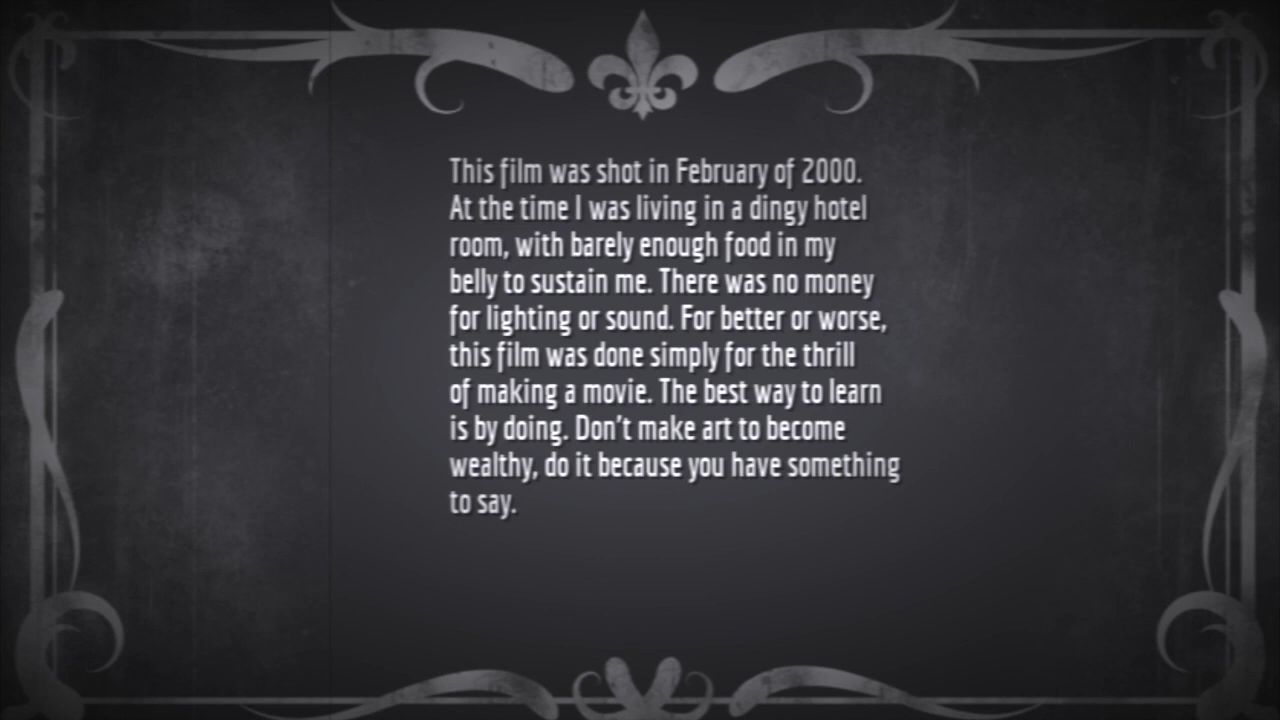 This film was shot in February of 2000.
At the time I was living in a dingy hotel
room, with barely enough food in my
belly to sustain me. There was no money
for lighting or sound. For better or worse,
this film was done simply for the thrill
of making a movie. The best way to learn
is by doing. Don't make art to become
wealthy, do it because you have something
to say.